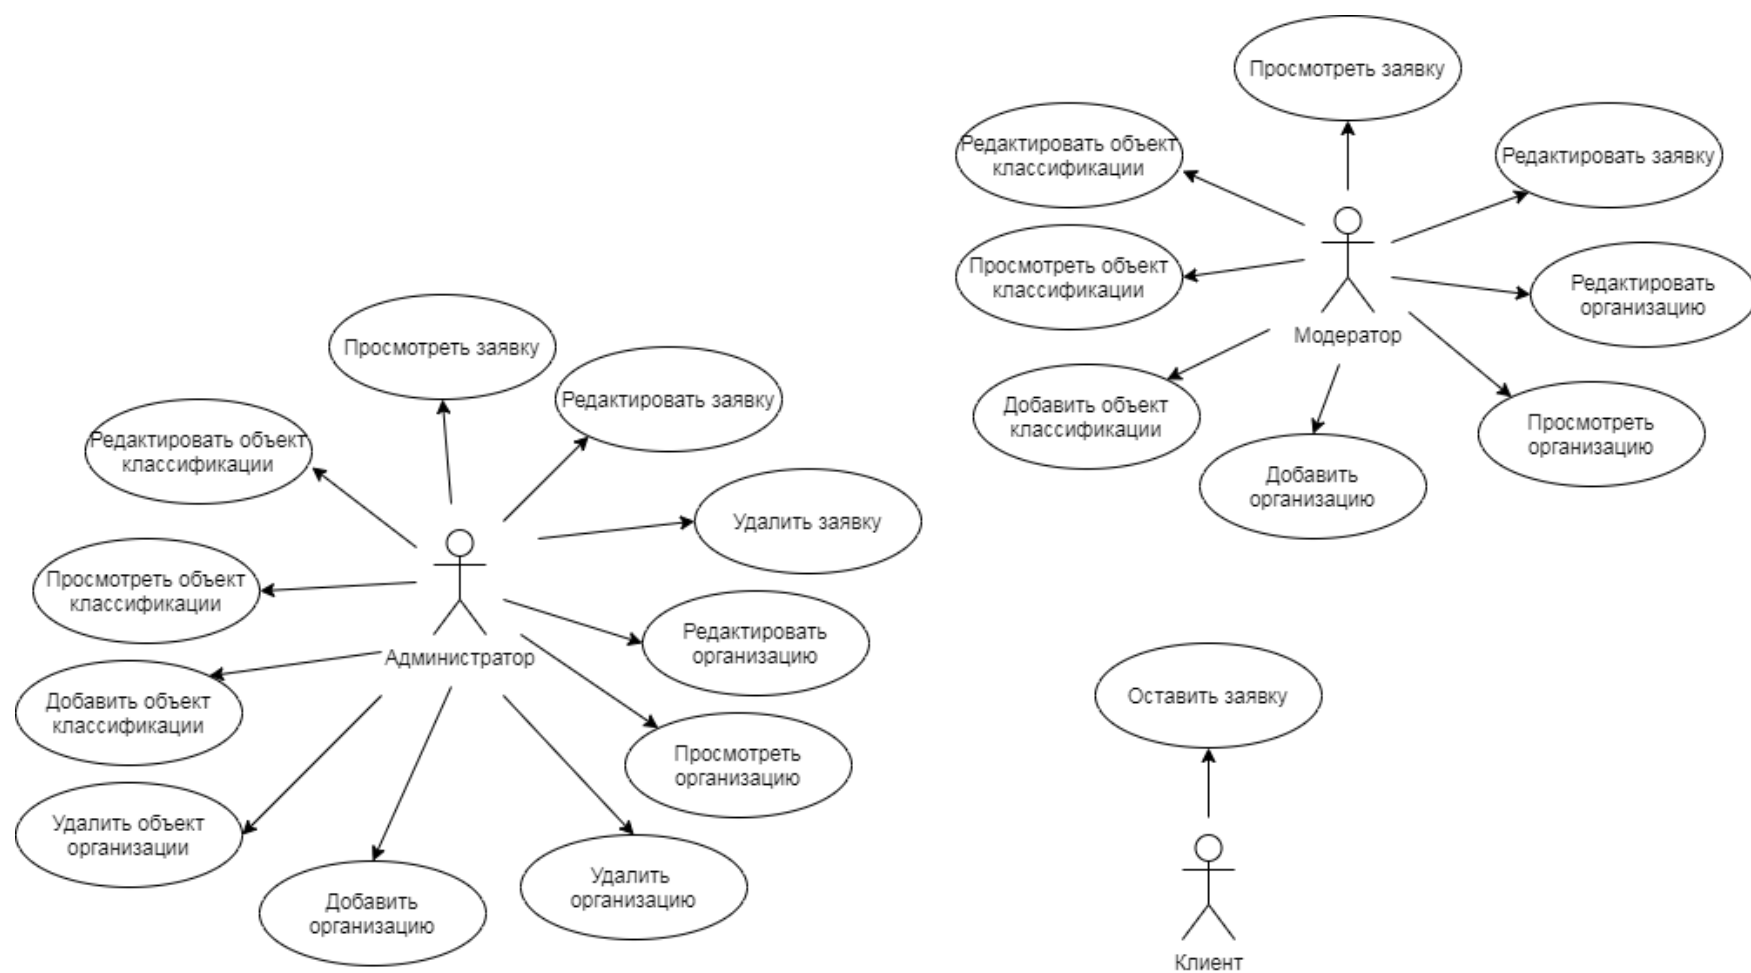 Просмотреть заявку
Редактировать объект
классификации
Редактировать заявку
Просмотреть объект
классификации
Редактировать
организацию
Модератор
Добавить объект
классификации
Просмотреть
организацию
Добавить
организацию
Просмотреть заявку
Редактировать заявку
Редактировать объект
классификации
Удалить заявку
Просмотреть объект
классификации
Редактировать
организацию
Администратор
Добавить объект
классификации
Просмотреть
организацию
Удалить объект
организации
Удалить
организацию
Добавить
организацию
Оставить заявку
Клиент